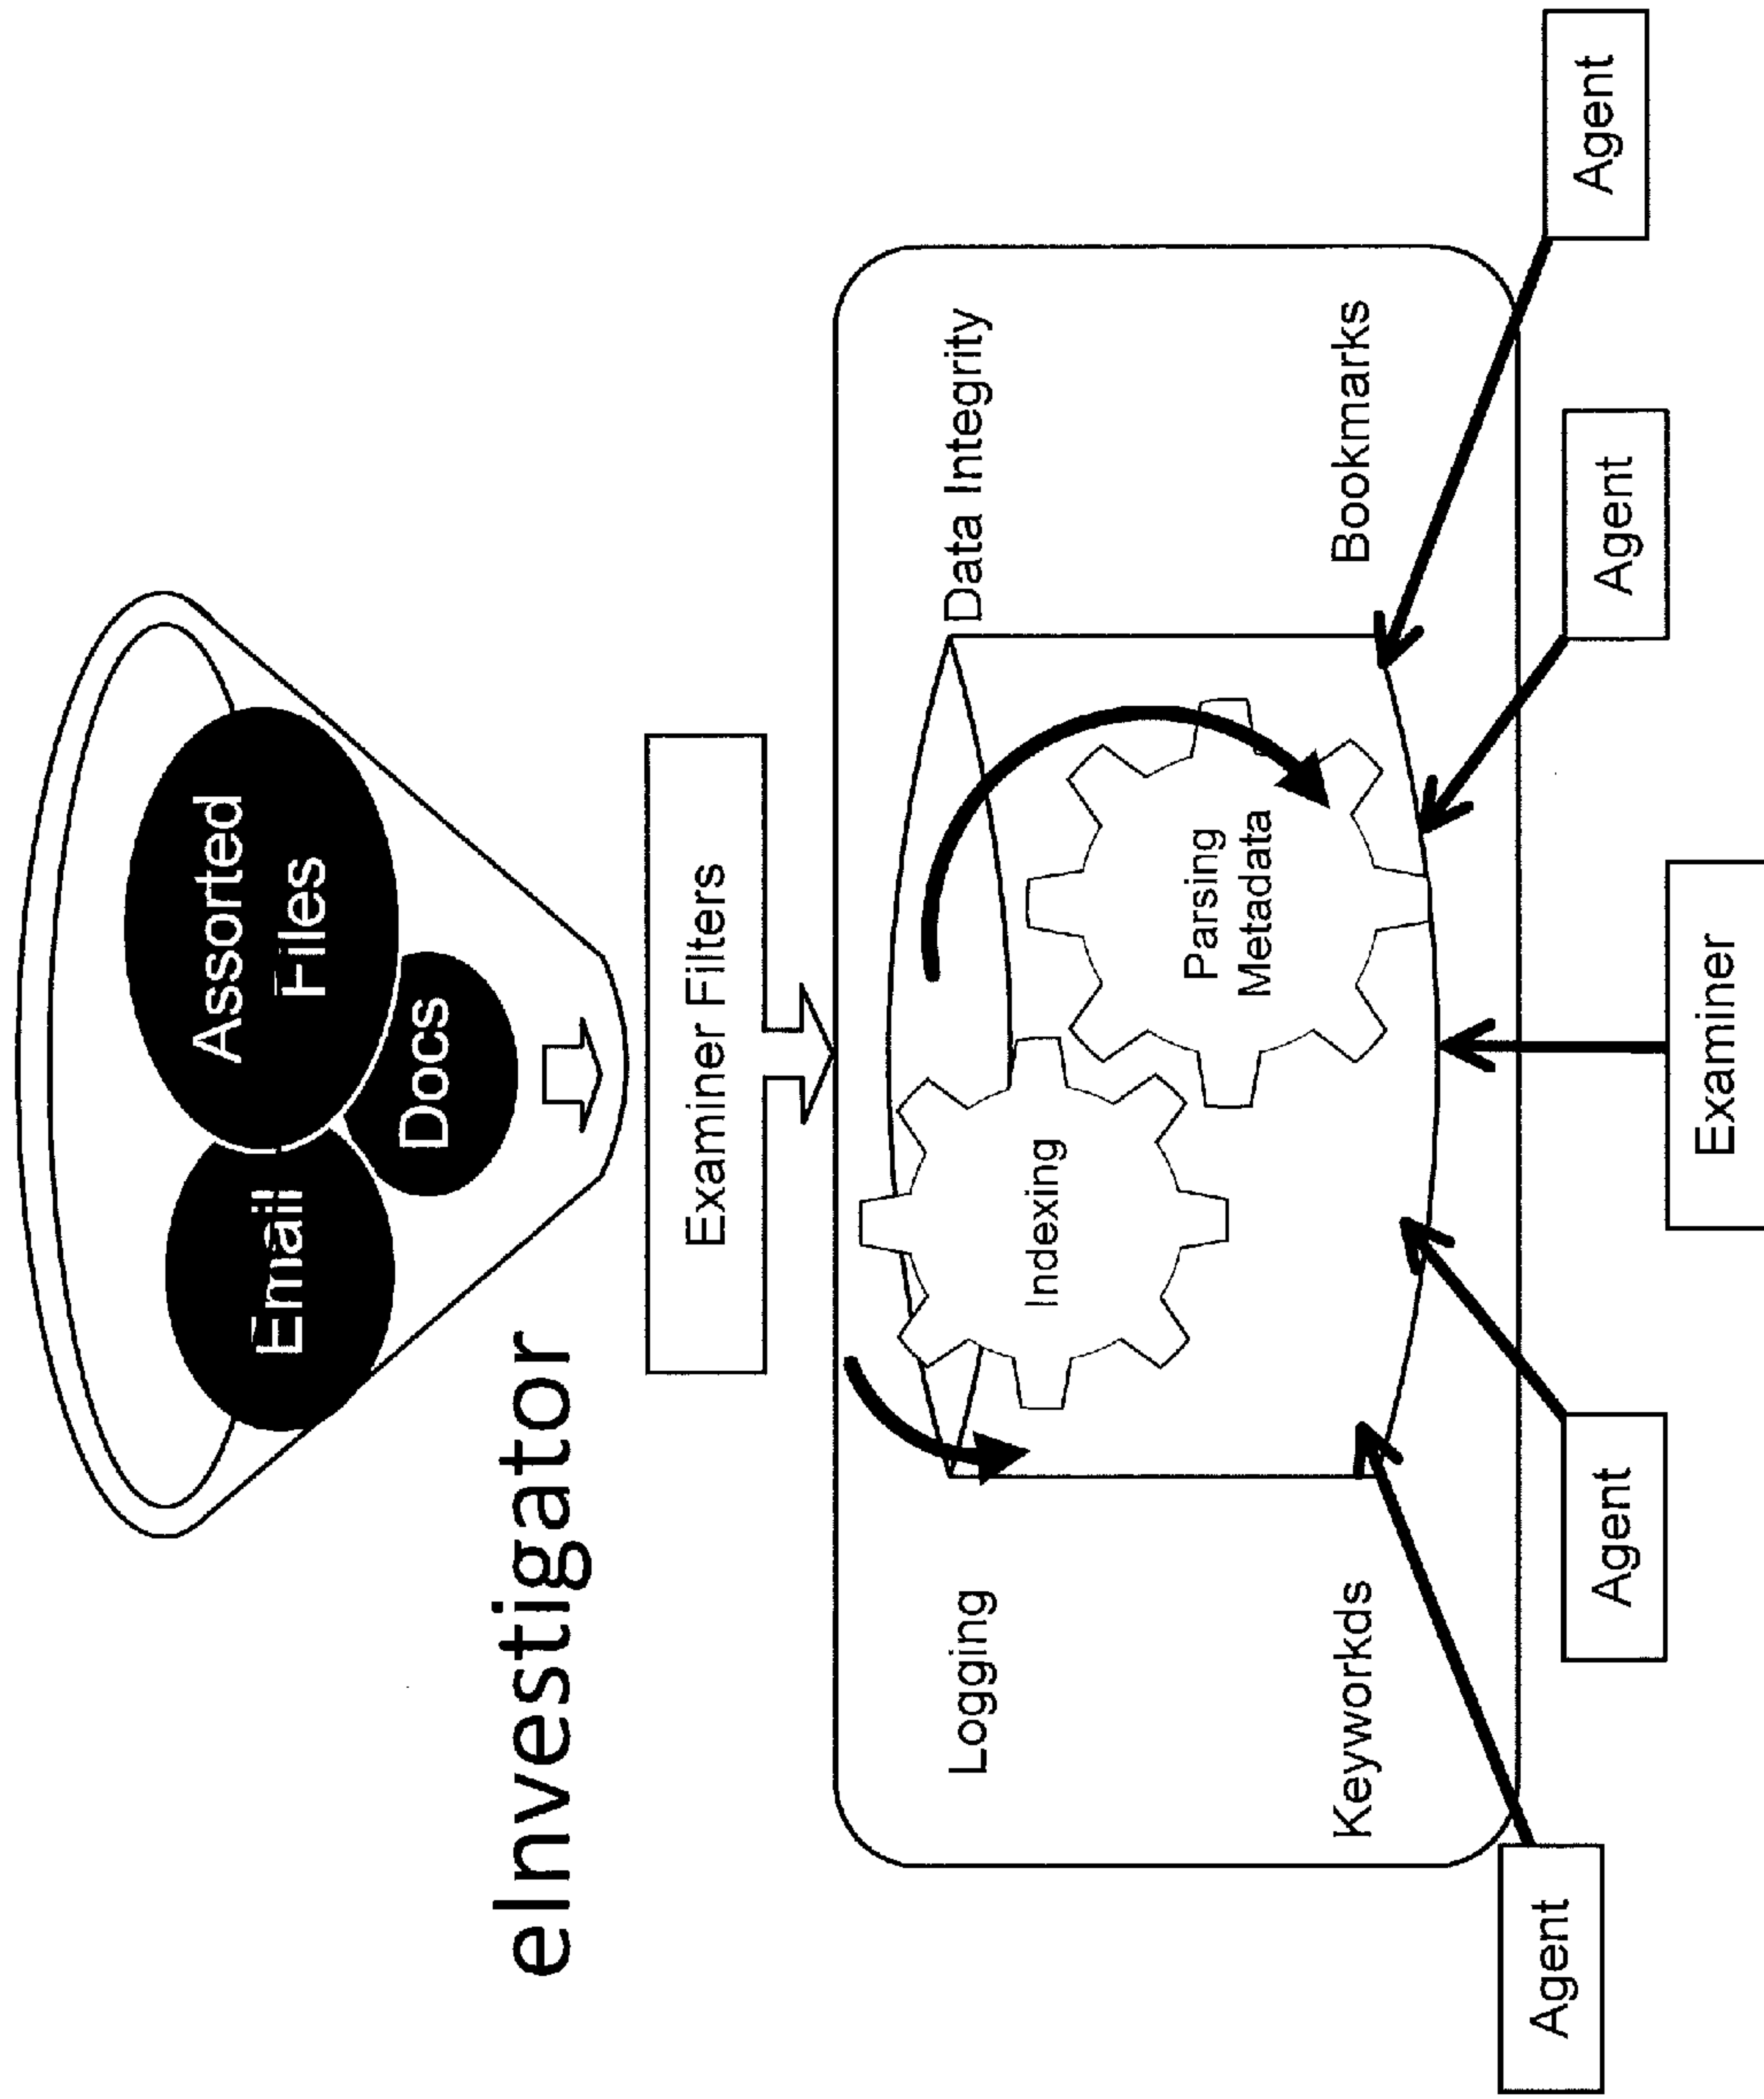 Assorted
Files
Email
Docs
eInvestigator
Examiner Filters
Logging
Data Integrity
Indexing
Parsing
Metadata
Keyworkds
Bookmarks
Agent
Agent
Examiner
Agent
Agent